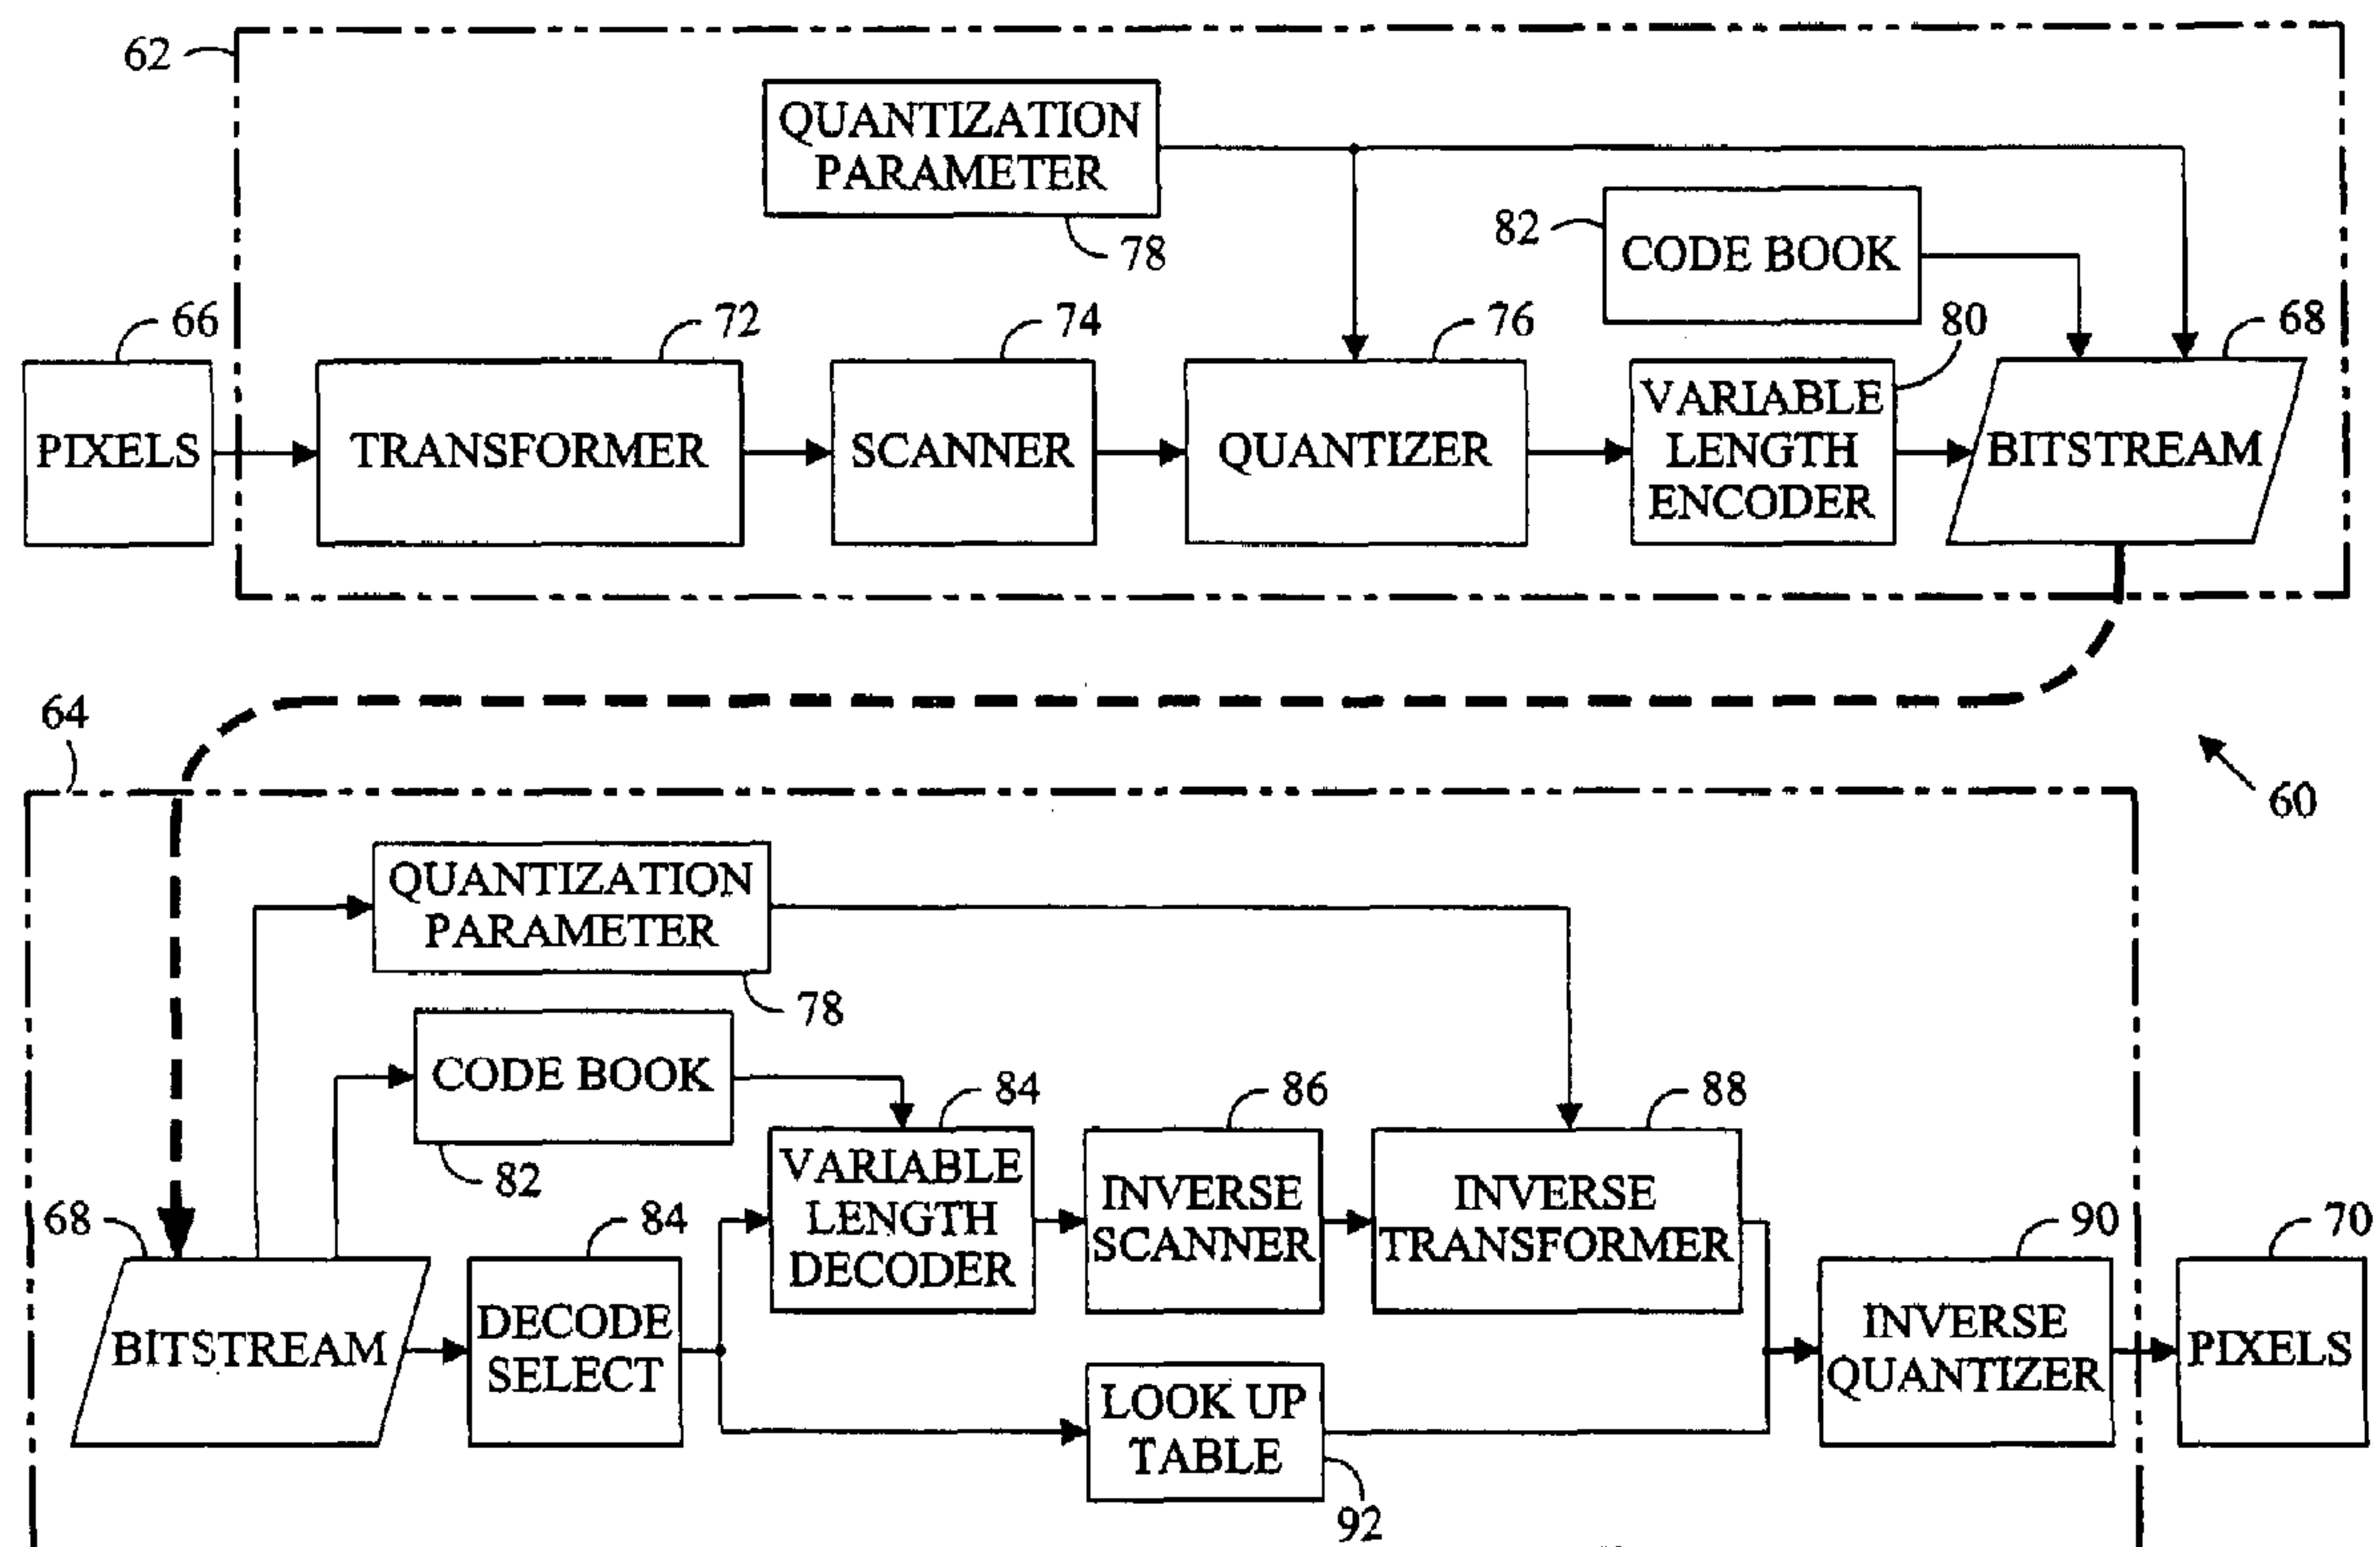 62
QUANTIZATION
PARAMETER
78
82
CODE BOOK
66
72
74
76
80
68
PIXELS
TRANSFORMER
SCANNER
QUANTIZER
VARIABLE
LENGTH
ENCODER
BITSTREAM
64
60
QUANTIZATION
PARAMETER
78
CODE BOOK
82
84
86
88
VARIABLE
LENGTH
DECODER
INVERSE
SCANNER
INVERSE
TRANSFORMER
68
84
90
70
BITSTREAM
DECODE
SELECT
INVERSE
QUANTIZER
PIXELS
LOOK UP
TABLE
92